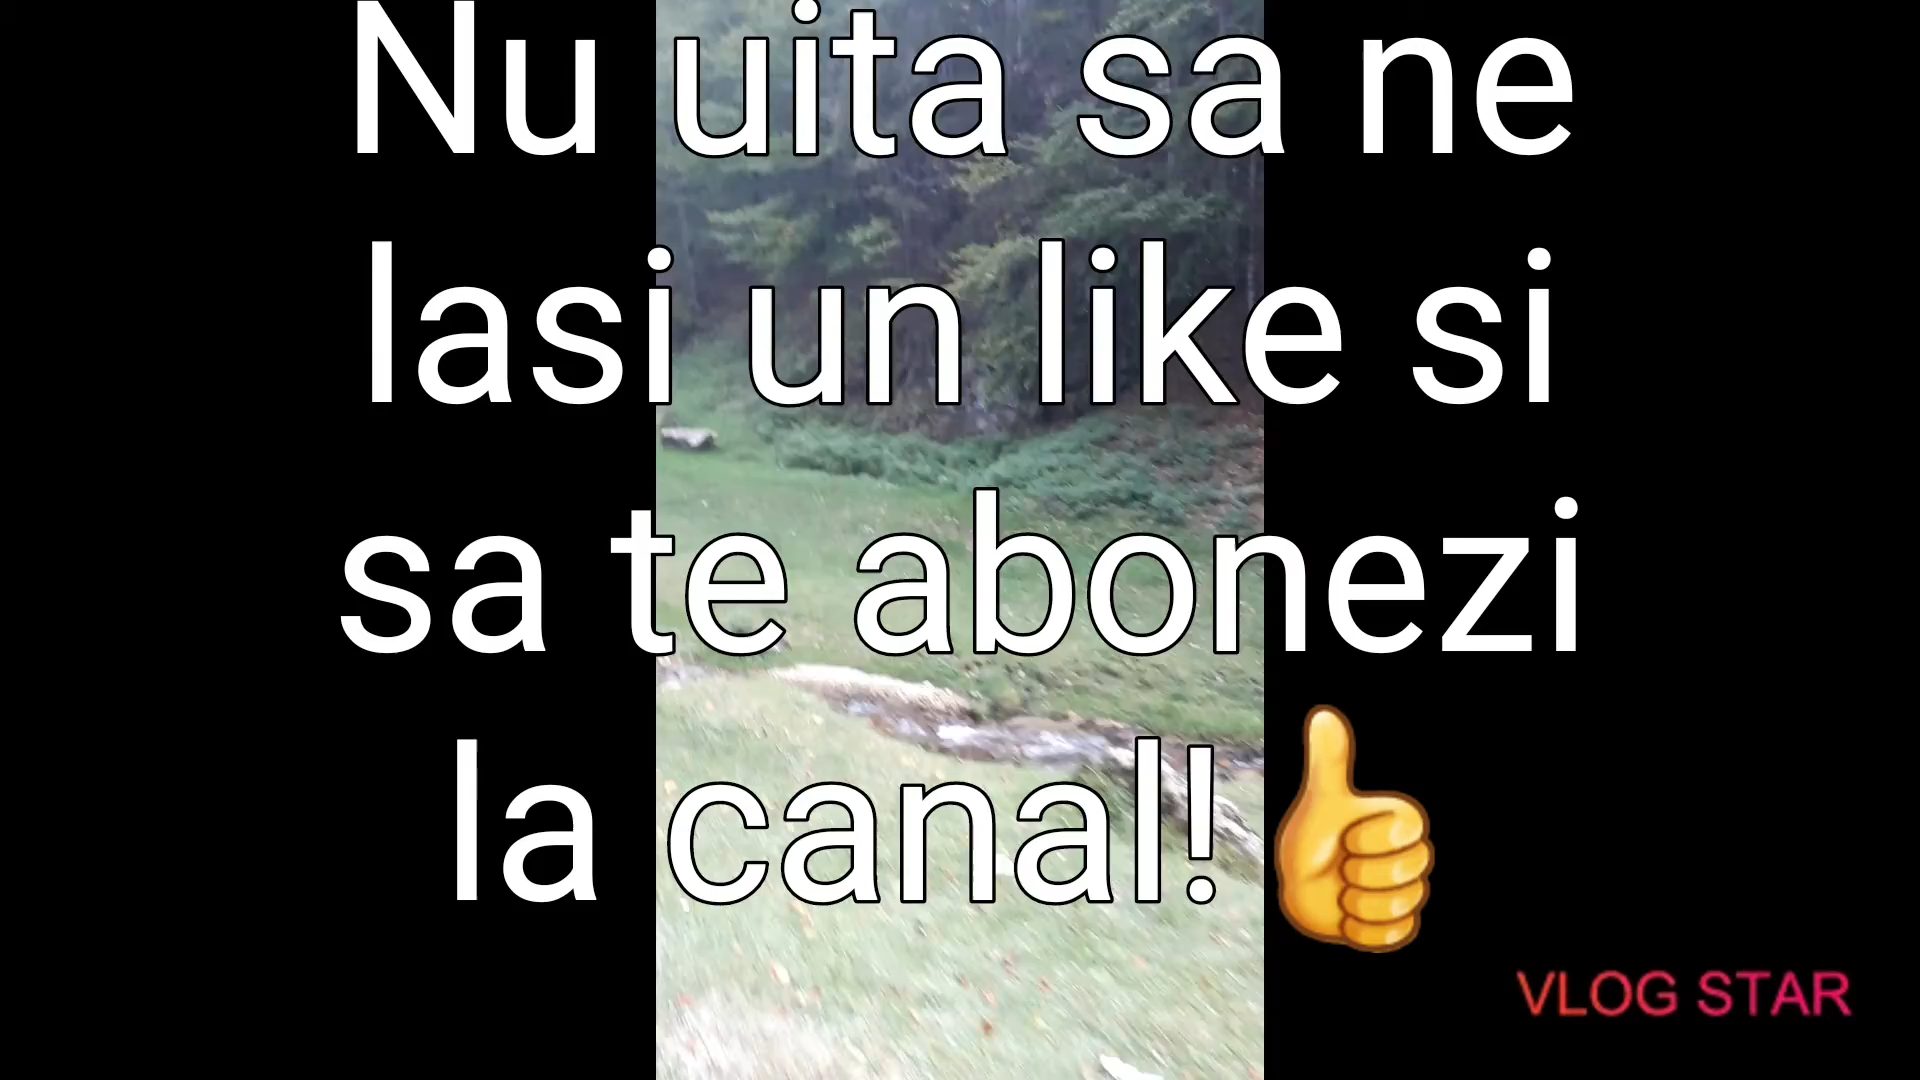 Nu uita sa ne
lasi un like si
sa te abonezi
la canal!👍
VLOG STAR